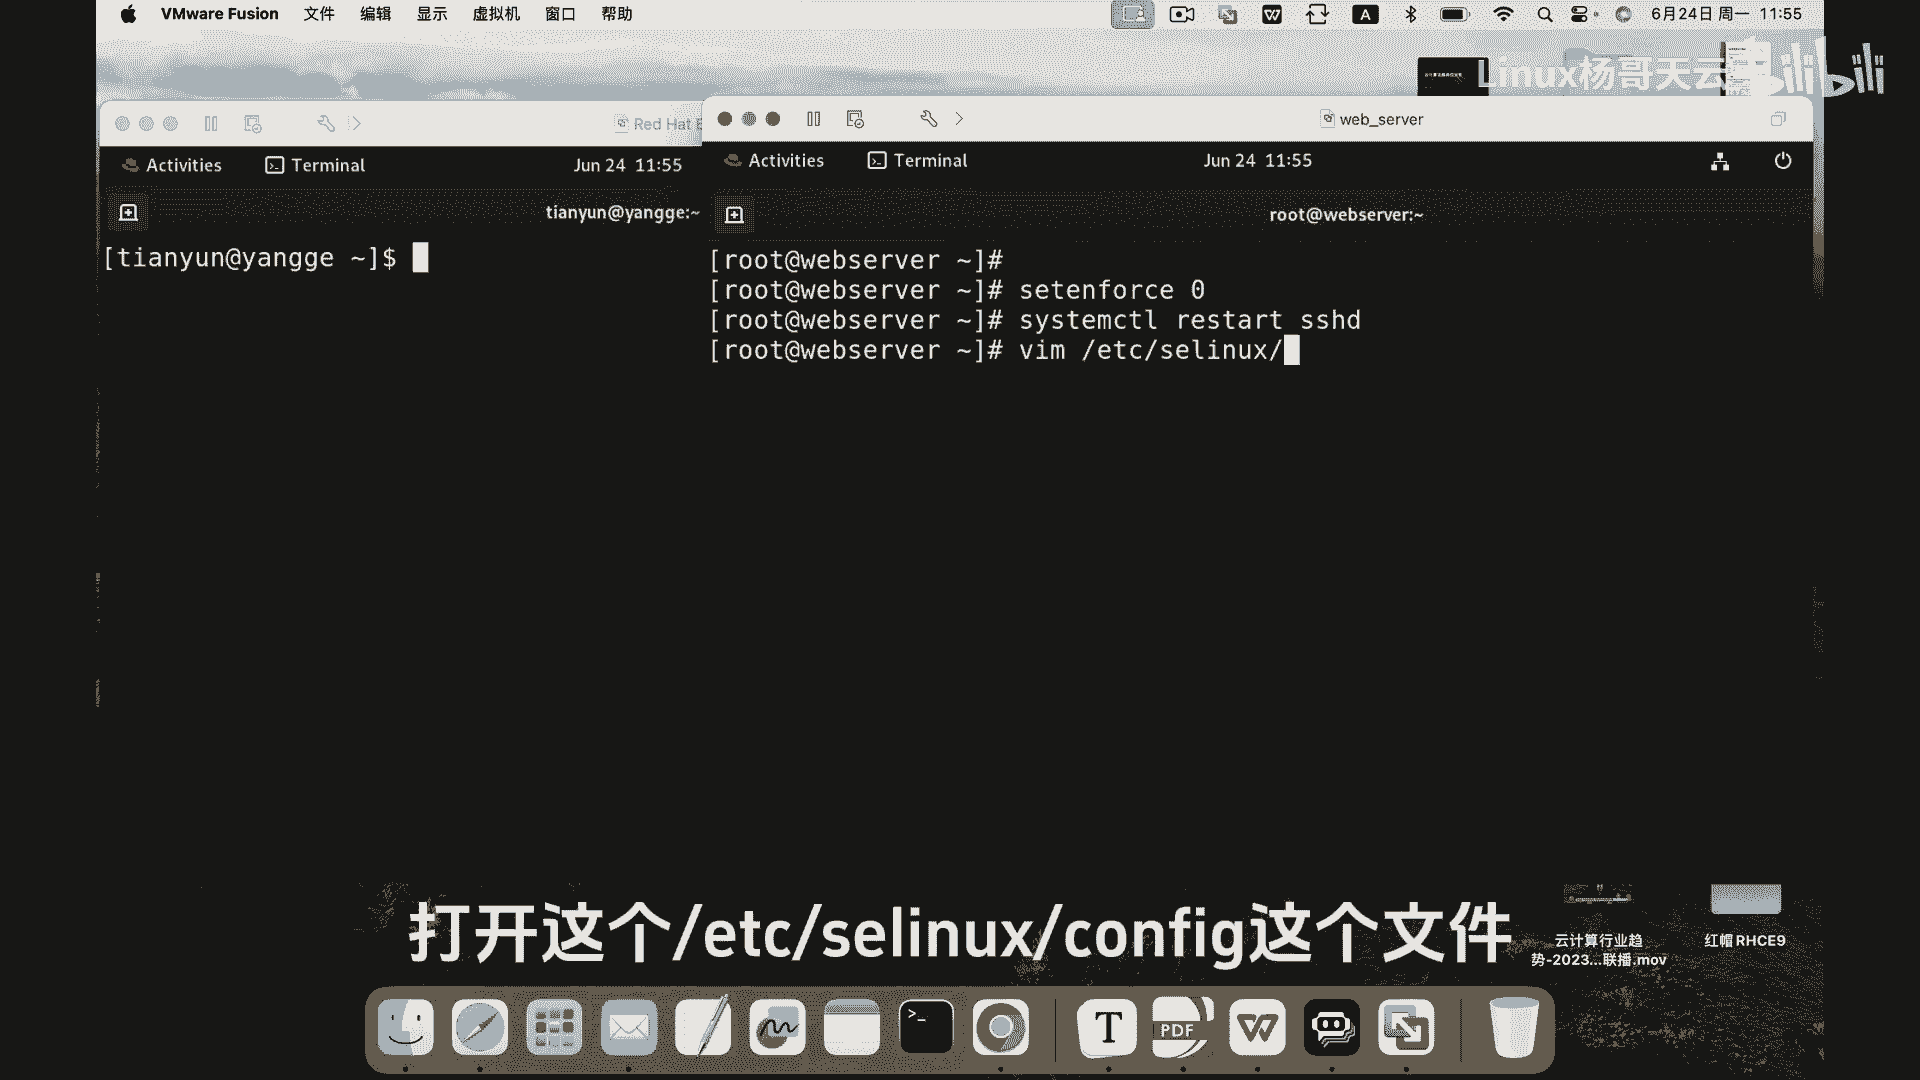 VMware Fusion 文件 编辑 显示 虚拟机 窗口 帮助 A 6月24日 周一 11:55
Linux杨哥天云 bilibili
Red Hat E
web_server
Activities Terminal Jun 24 11:55
Activities Terminal Jun 24 11:55
tianyun@yangge:~
root@webserver:~
[tianyun@yangge ~]$
[root@webserver ~]#
[root@webserver ~]# setenforce 0
[root@webserver ~]# systemctl restart sshd
[root@webserver ~]# vim /etc/selinux/
打开这个/etc/selinux/config这个文件
云计算行业趋
势-2023...联播.mov
红帽 RHCE9
>_
T
PDF
W